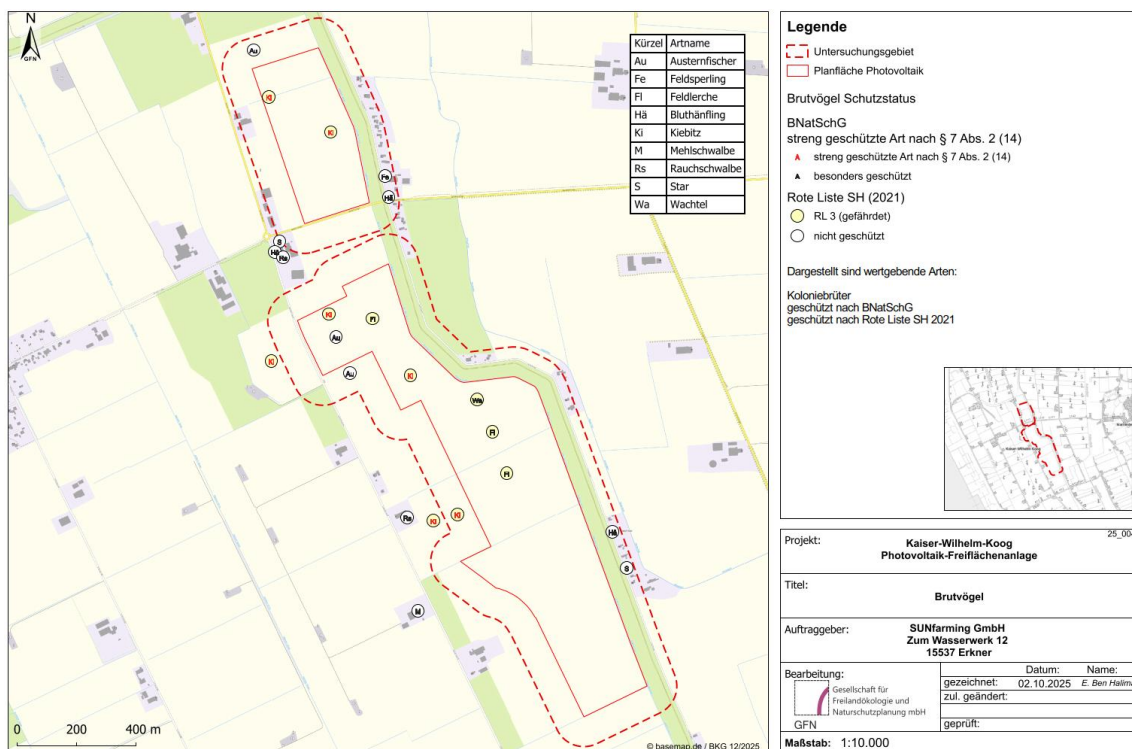 N
GFN
Kürzel Artname
Au Austernfischer
Fe Feldsperling
Fl Feldlerche
Hä Bluthänfling
Ki Kiebitz
M Mehlschwalbe
Rs Rauchschwalbe
S Star
Wa Wachtel
Au
Ki
Ki
Fe
Hä
S
Hä
Rs
Ki
Fl
Au
Ki
Au
Ki
Wa
Fl
Fl
Rs
Ki
Ki
Hä
S
M
0 200 400 m
© basemap.de / BKG 12/2025
Legende
Untersuchungsgebiet
Planfläche Photovoltaik
Brutvögel Schutzstatus
BNatSchG
streng geschützte Art nach § 7 Abs. 2 (14)
A streng geschützte Art nach § 7 Abs. 2 (14)
A besonders geschützt
Rote Liste SH (2021)
RL 3 (gefährdet)
nicht geschützt
Dargestellt sind wertgebende Arten:
Koloniebrüter
geschützt nach BNatSchG
geschützt nach Rote Liste SH 2021
Kaiser-Wilhelm-Koog
Projekt: Kaiser-Wilhelm-Koog 25_00
Photovoltaik-Freiflächenanlage
Titel:
Brutvögel
Auftraggeber: SUNfarming GmbH
Zum Wasserwerk 12
15537 Erkner
Bearbeitung: Datum: Name:
gezeichnet: 02.10.2025 E. Ben Halima
zul. geändert:
geprüft:
Gesellschaft für
Freilandökologie und
Naturschutzplanung mbH
GFN
Maßstab: 1:10.000